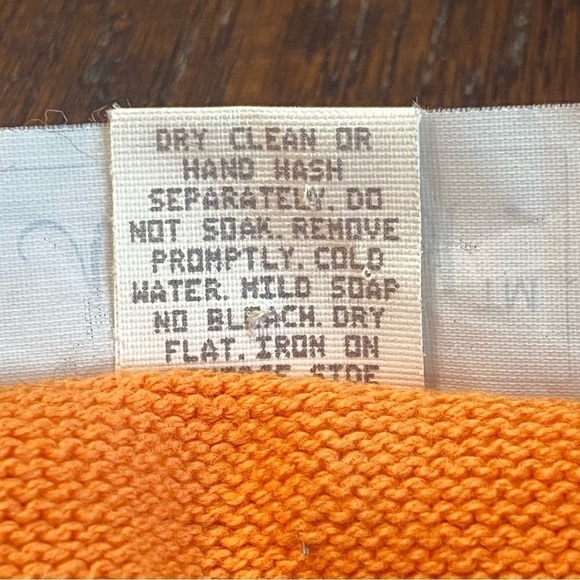 DRY CLEAN OR
HAND WASH
SEPARATELY. DO
NOT SOAK. REMOVE
PROMPTLY. COLD
WATER. MILD SOAP
NO BLEACH. DRY
FLAT. IRON ON
SIDE